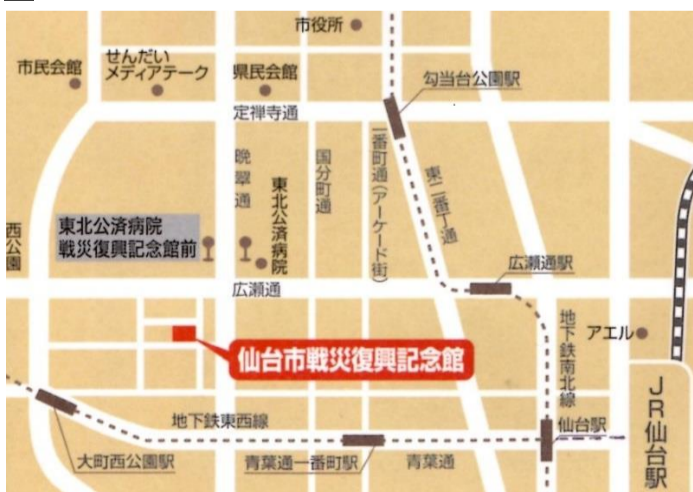 市役所
せんだい
メディアテーク
市民会館
県民会館
勾当台公園駅
定禅寺通
晩翠通
国分町通
一番町通(アーケード街)
東二番丁通
東北公済病院
西公園
東北公済病院
戦災復興記念館前
広瀬通駅
広瀬通
地下鉄南北線
アエル
仙台市戦災復興記念館
JR仙台駅
地下鉄東西線
仙台駅
大町西公園駅
青葉通一番町駅
青葉通